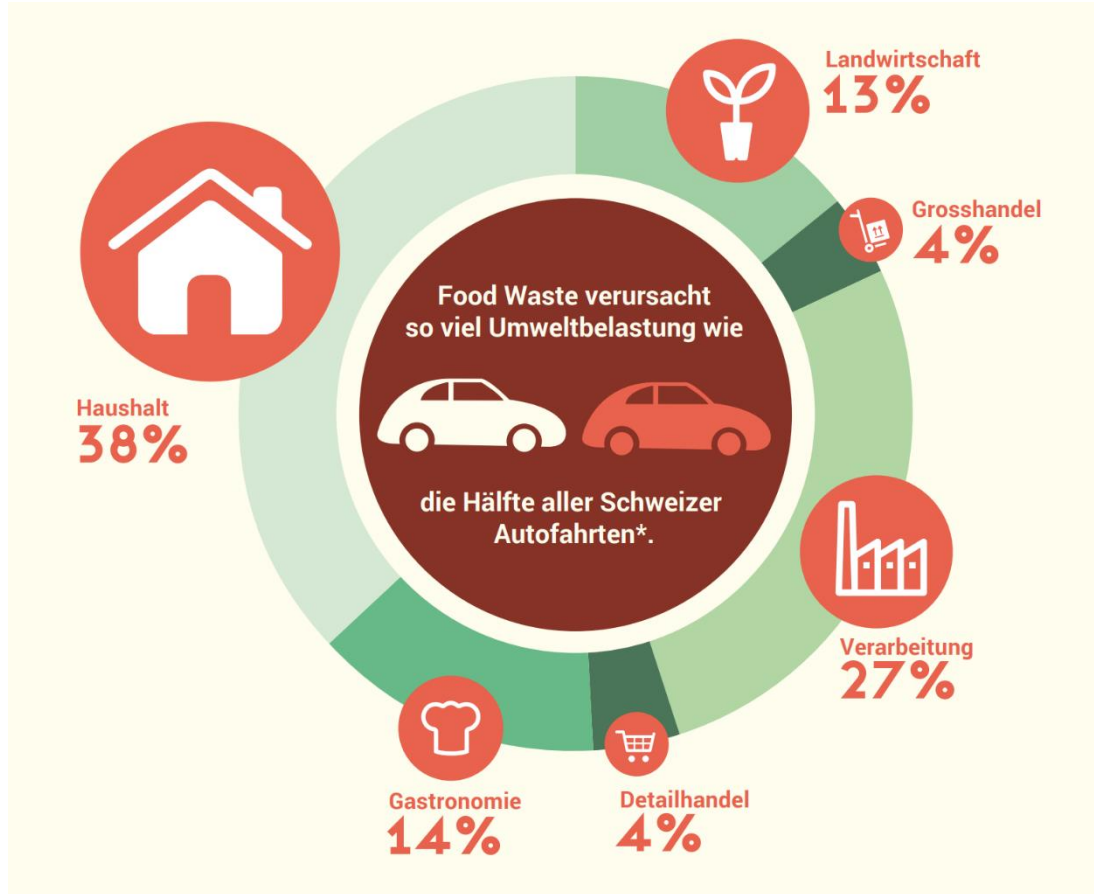 Landwirtschaft
13%
Grosshandel
4%
Food Waste verursacht
so viel Umweltbelastung wie
die Hälfte aller Schweizer
Autofahrten*.
Haushalt
38%
Verarbeitung
27%
Gastronomie
14%
Detailhandel
4%